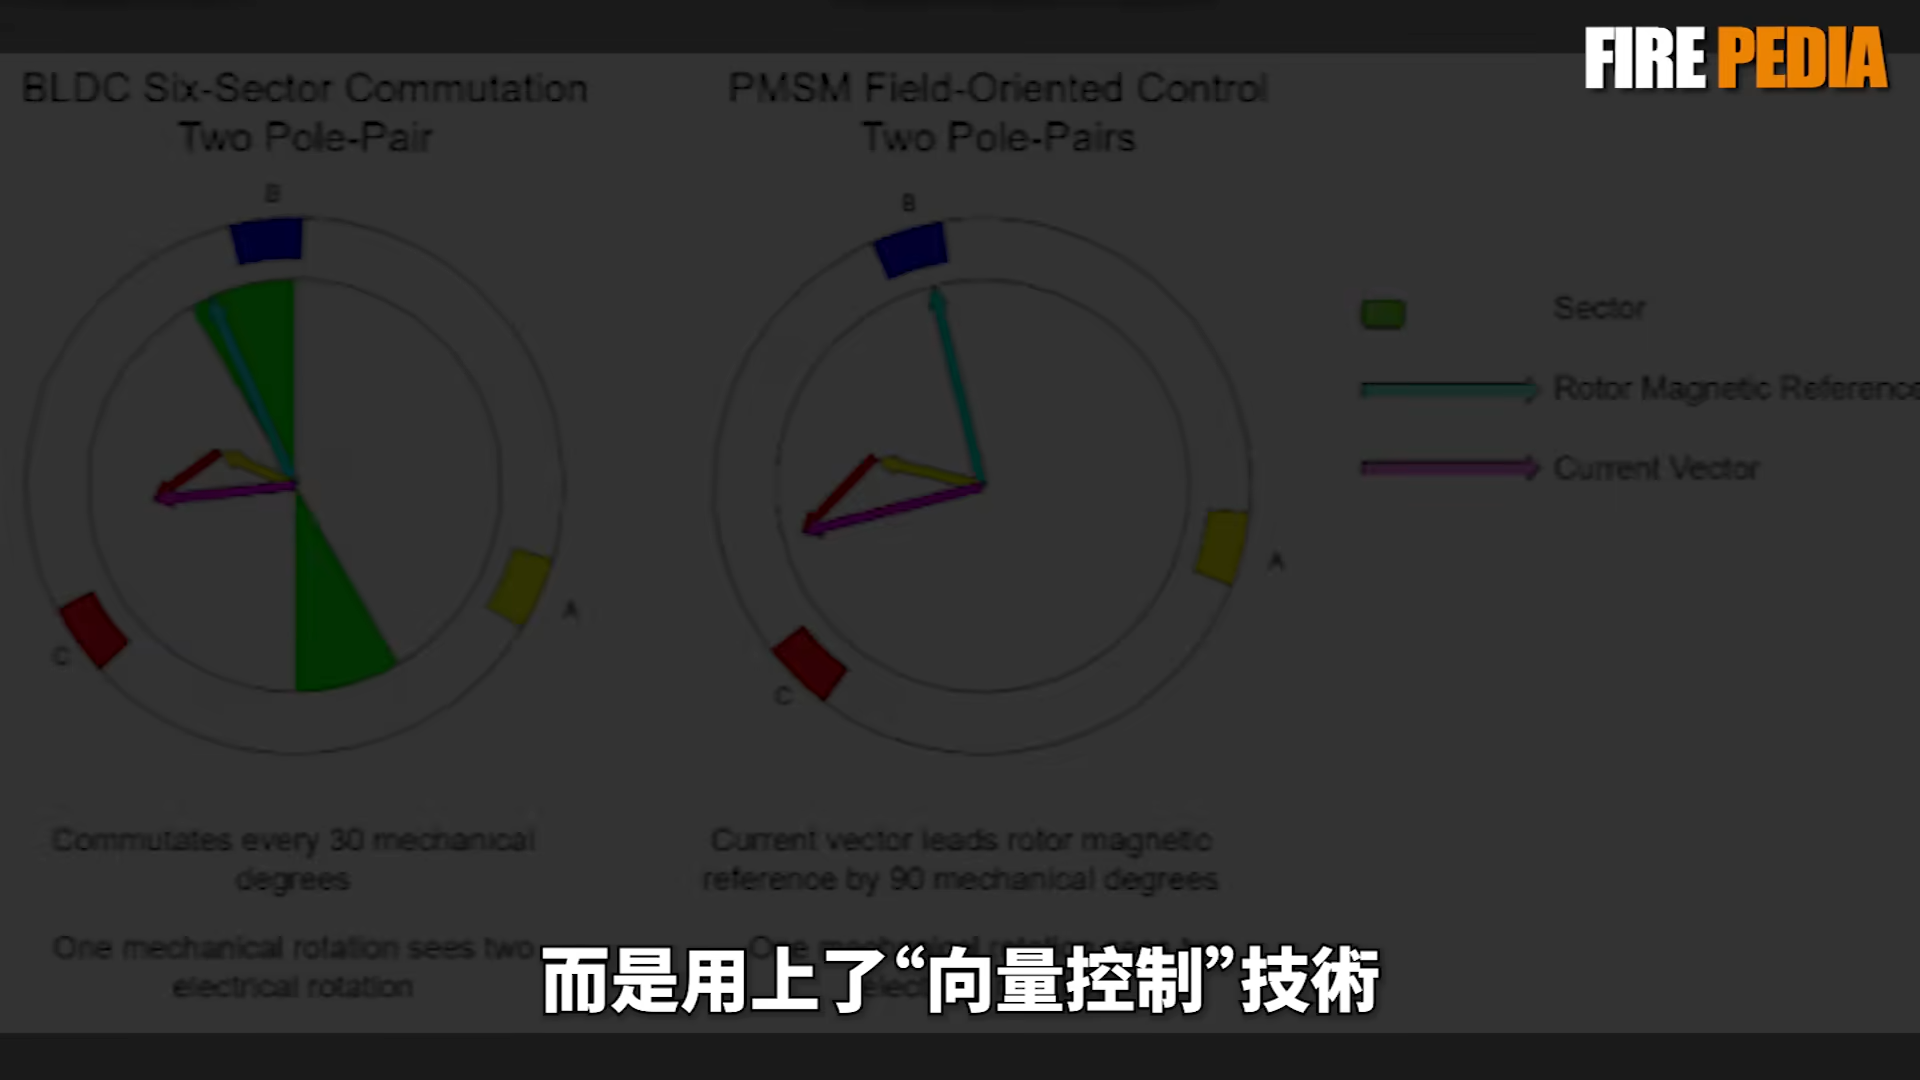 FIRE PEDIA
BLDC Six-Sector Commutation
Two Pole-Pair
PMSM Field-Oriented Control
Two Pole-Pairs
B
A
C
B
A
C
Sector
Rotor Magnetic Reference
Current Vector
Commutates every 30 mechanical
degrees
One mechanical rotation sees two
electrical rotation
Current vector leads rotor magnetic
reference by 90 mechanical degrees
而是用上了“向量控制”技術